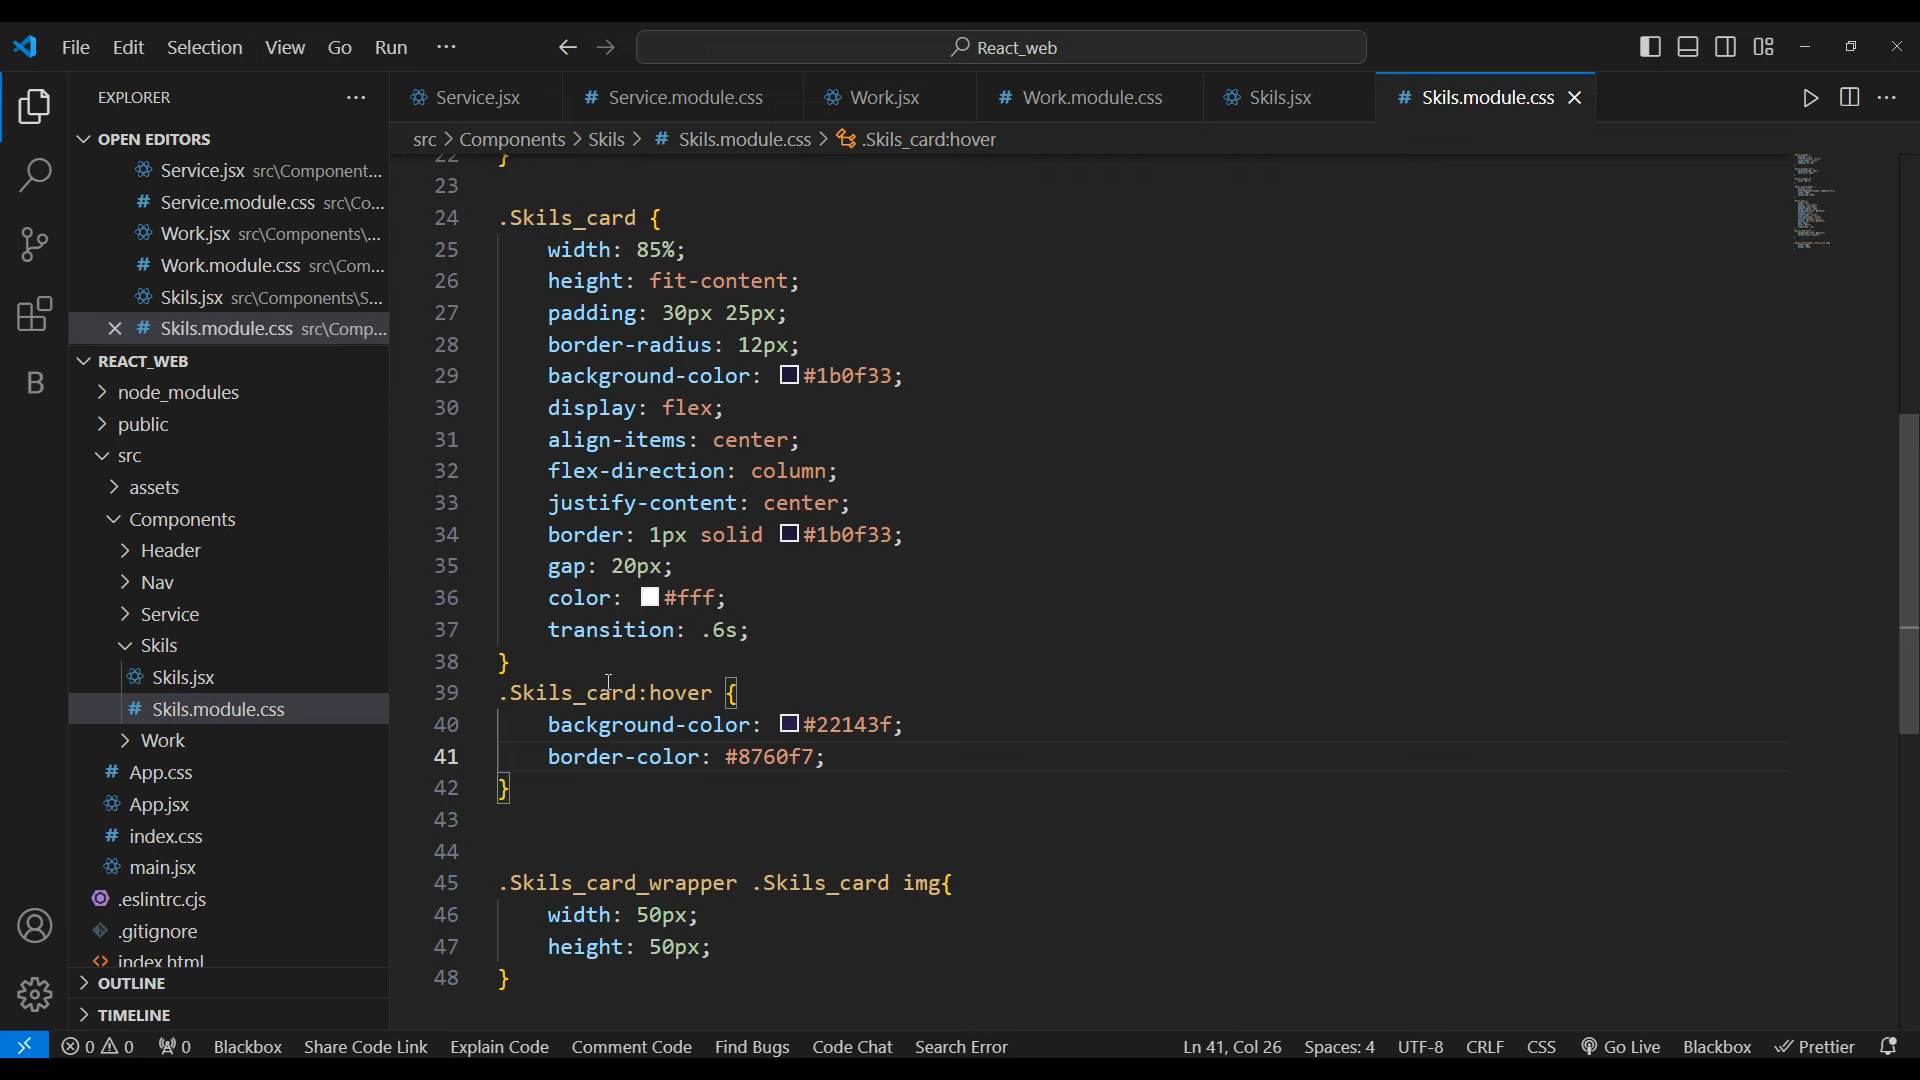 File Edit Selection View Go Run ··· React_web
EXPLORER
OPEN EDITORS
Service.jsx src\Component...
Service.module.css src\Co...
Work.jsx src\Components\...
Work.module.css src\Com...
Skils.jsx src\Components\S...
Skils.module.css src\Comp...
REACT_WEB
node_modules
public
src
assets
Components
Header
Nav
Service
Skils
Skils.jsx
Skils.module.css
Work
App.css
App.jsx
index.css
main.jsx
.eslintrc.cjs
.gitignore
index.html
OUTLINE
TIMELINE
B
Service.jsx Service.module.css Work.jsx Work.module.css Skils.jsx Skils.module.css
src > Components > Skils > # Skils.module.css > .Skils_card:hover
22 }
23
24 .Skils_card {
25 width: 85%;
26 height: fit-content;
27 padding: 30px 25px;
28 border-radius: 12px;
29 background-color: #1b0f33;
30 display: flex;
31 align-items: center;
32 flex-direction: column;
33 justify-content: center;
34 border: 1px solid #1b0f33;
35 gap: 20px;
36 color: #fff;
37 transition: .6s;
38 }
39 .Skils_card:hover {
40 background-color: #22143f;
41 border-color: #8760f7;
42 }
43
44
45 .Skils_card_wrapper .Skils_card img{
46 width: 50px;
47 height: 50px;
48 }
0 0 0 Blackbox Share Code Link Explain Code Comment Code Find Bugs Code Chat Search Error Ln 41, Col 26 Spaces: 4 UTF-8 CRLF CSS Go Live Blackbox Prettier